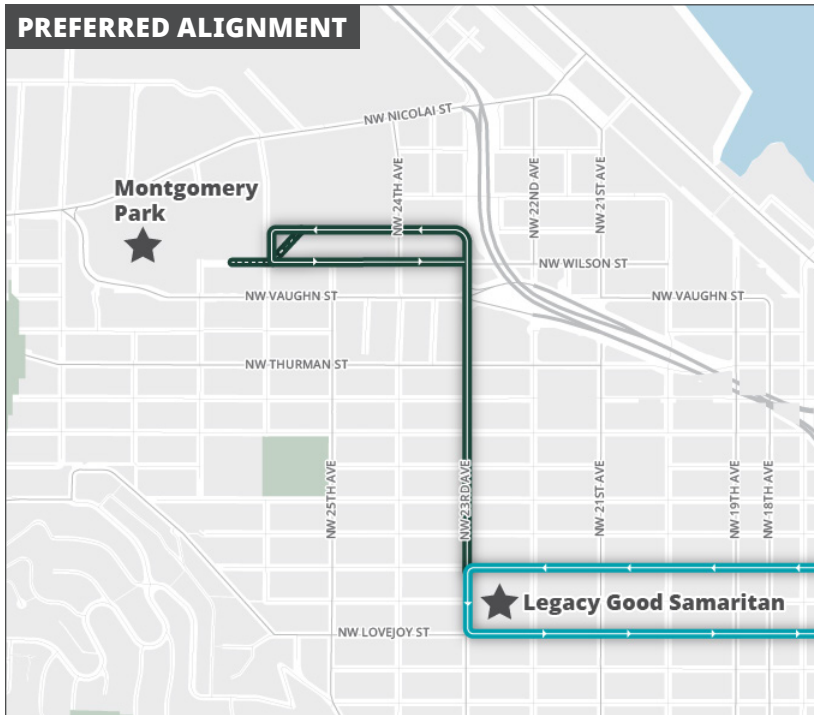 PREFERRED ALIGNMENT
NW NICOLAI ST
NW 24TH AVE
NW 22ND AVE
NW 21ST AVE
Montgomery
Park
NW WILSON ST
NW VAUGHN ST
NW VAUGHN ST
NW THURMAN ST
NW 25TH AVE
NW 23RD AVE
NW 21ST AVE
NW 19TH AVE
NW 18TH AVE
Legacy Good Samaritan
NW LOVEJOY ST